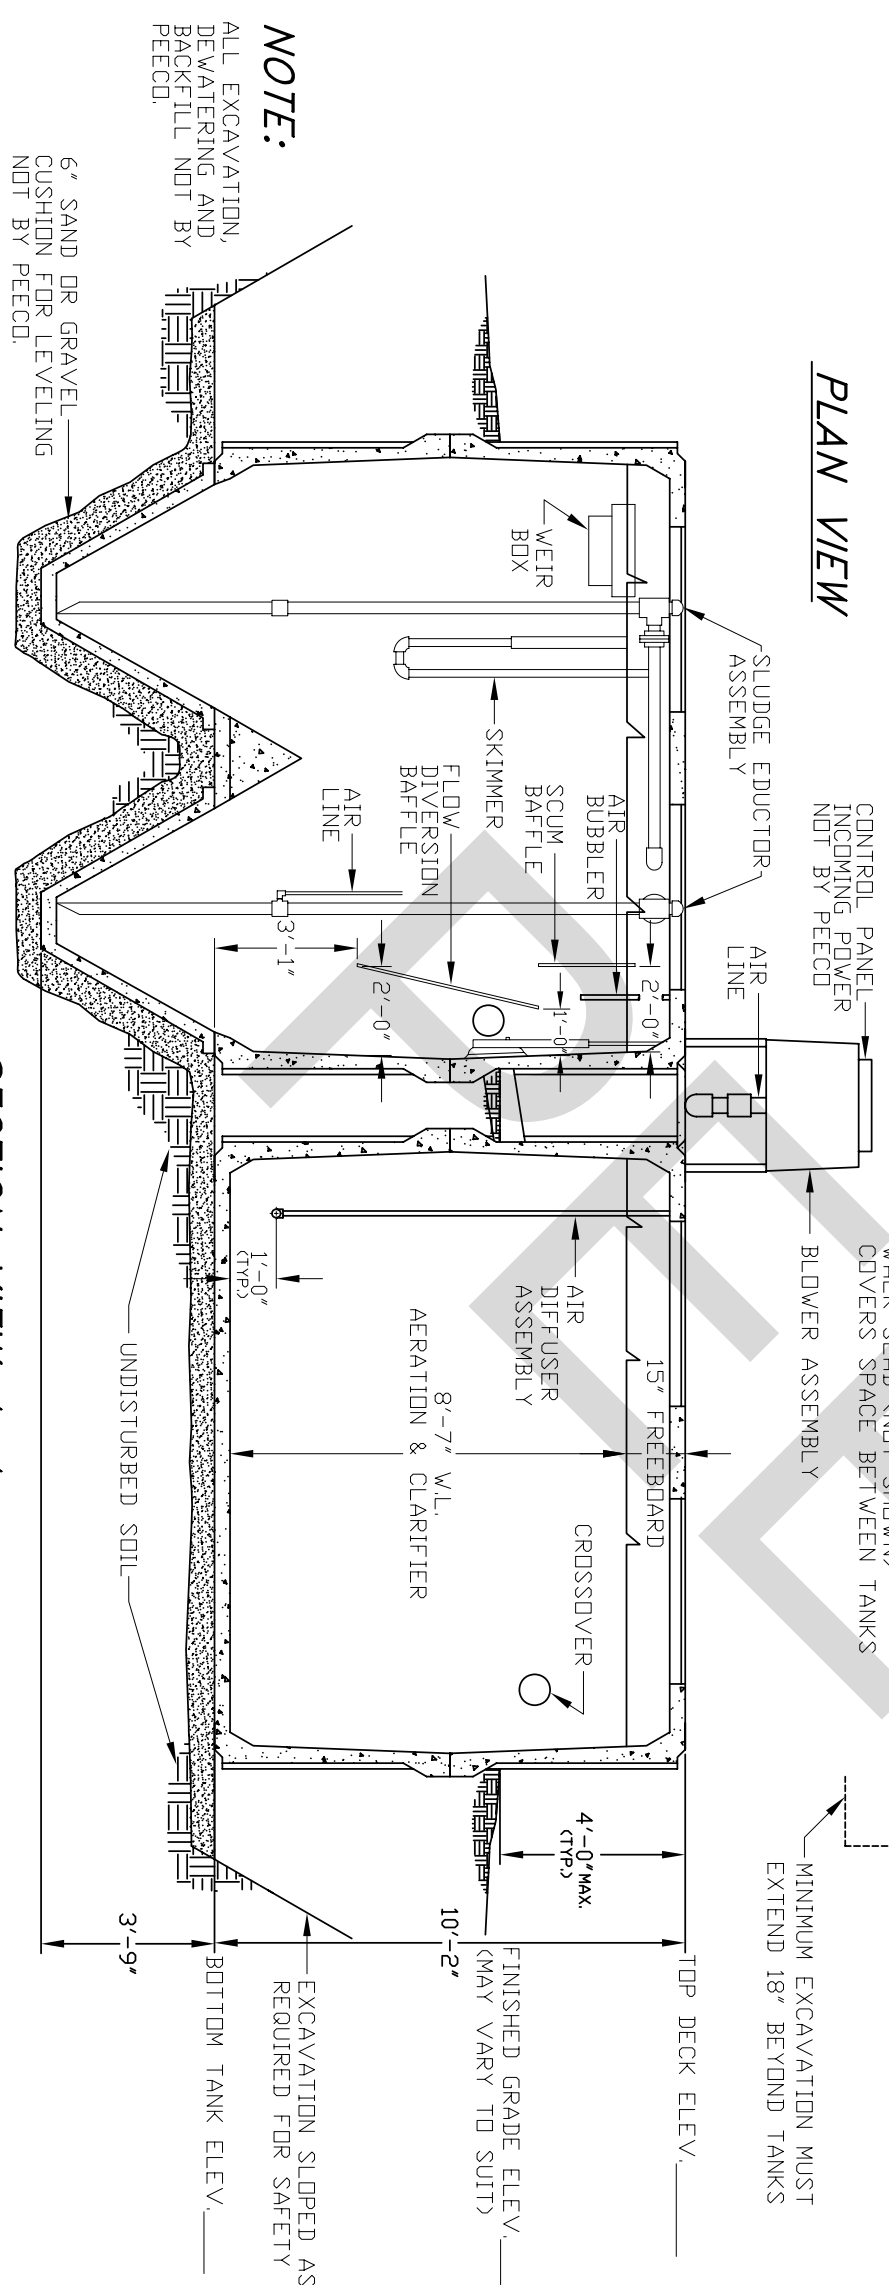 PLAN VIEW
NOTE:
ALL EXCAVATION,
DEWATERING AND
BACKFILL NOT BY
PEECO.
6" SAND OR GRAVEL
CUSHION FOR LEVELING
NOT BY PEECO.
WEIR
BOX
SLUDGE EDUCTOR
ASSEMBLY
SKIMMER
FLOW
DIVERSION
BAFFLE
SCUM
BAFFLE
AIR
BUBBLER
AIR
LINE
3'-1"
2'-0"
1'-0"
2'-0"
CONTROL PANEL
INCOMING POWER
NOT BY PEECO
AIR
LINE
COVERS SPACE BETWEEN TANKS
BLOWER ASSEMBLY
AIR
DIFFUSER
ASSEMBLY
1'-0"
(TYP.)
15" FREEBOARD
8'-7" W.L.
AERATION & CLARIFIER
CROSSOVER
UNDISTURBED SOIL
4'-0" MAX.
(TYP.)
10'-2"
3'-9"
MINIMUM EXCAVATION MUST
EXTEND 18" BEYOND TANKS
TOP DECK ELEV.
FINISHED GRADE ELEV.
(MAY VARY TO SUIT)
EXCAVATION SLOPED AS
REQUIRED FOR SAFETY
BOTTOM TANK ELEV.